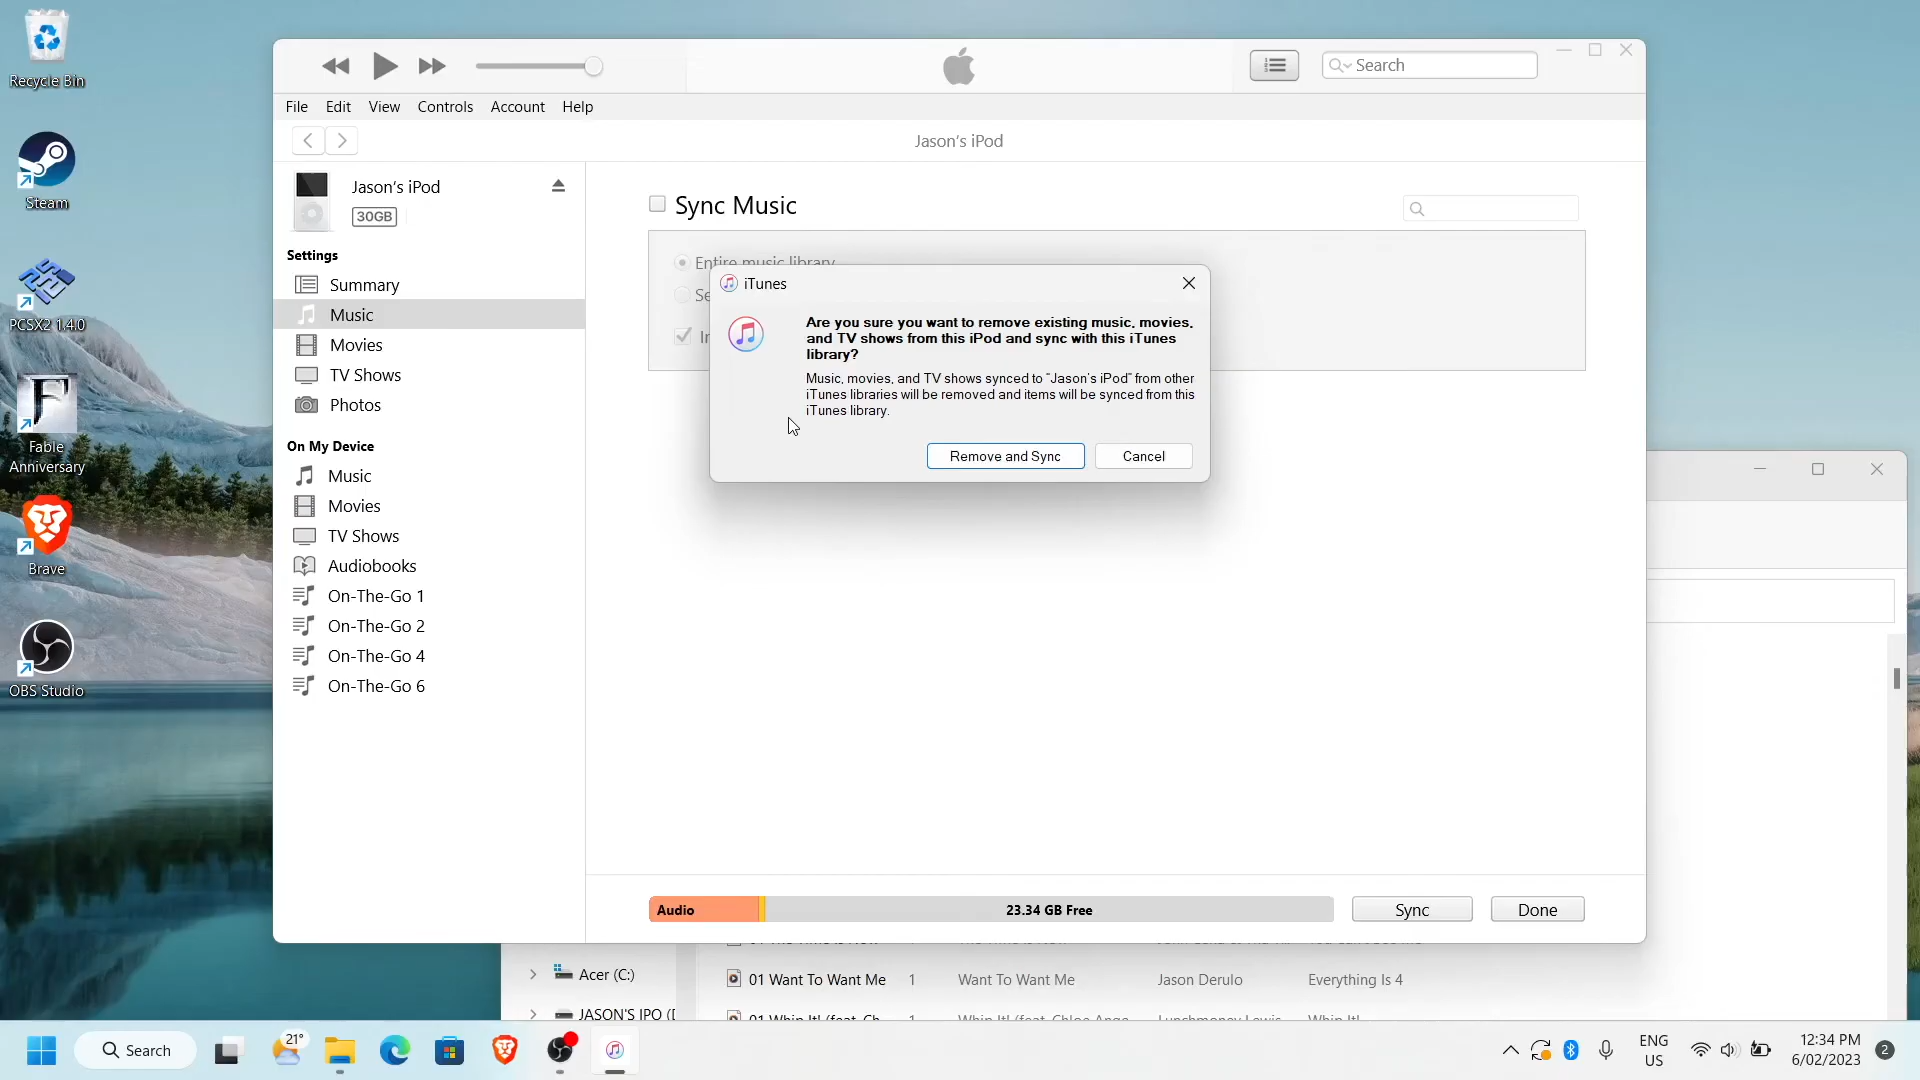 Recycle Bin
Steam
PCSX2 1.4.0
Fable
Anniversary
Brave
OBS Studio
Search
File Edit View Controls Account Help
Jason's iPod
Jason's iPod
30GB
Settings
Summary
Music
Movies
TV Shows
Photos
On My Device
Music
Movies
TV Shows
Audiobooks
On-The-Go 1
On-The-Go 2
On-The-Go 4
On-The-Go 6
Sync Music
Entire music library
iTunes
Are you sure you want to remove existing music, movies,
and TV shows from this iPod and sync with this iTunes
library?
Music, movies, and TV shows synced to "Jason's iPod" from other
iTunes libraries will be removed and items will be synced from this
iTunes library.
Remove and Sync Cancel
Audio 23.34 GB Free Sync Done
Acer (C:) 01 Want To Want Me 1 Want To Want Me Jason Derulo Everything Is 4
JASON'S IPO
Search 21° ENG
US
12:34 PM
6/02/2023
2